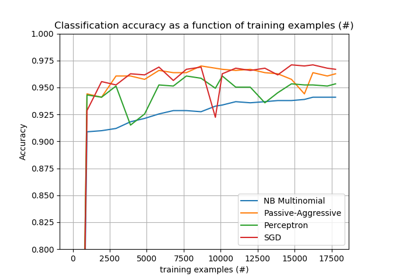 Classification accuracy as a function of training examples (#)
1.000
0.975
0.950
0.925
0.900
0.875
0.850
0.825
0.800
Accuracy
NB Multinomial
Passive-Aggressive
Perceptron
SGD
0 2500 5000 7500 10000 12500 15000 17500
training examples (#)